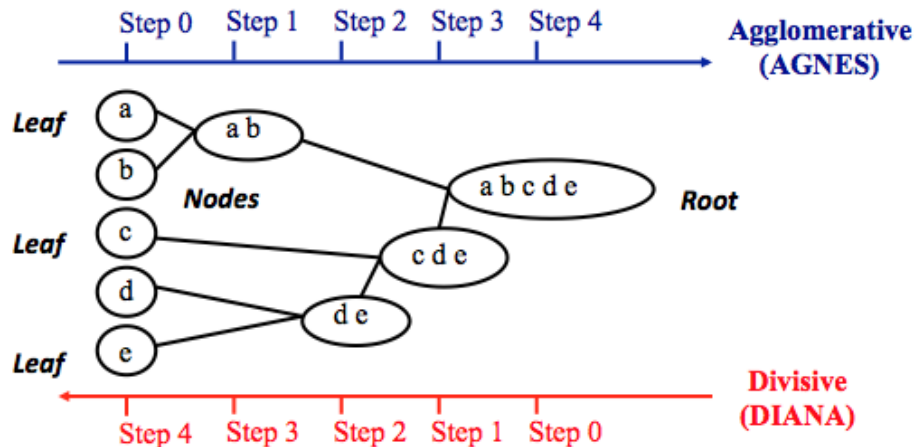 Step 0 Step 1 Step 2 Step 3 Step 4
Agglomerative
(AGNES)
Leaf
a
a b
b
Nodes
a b c d e
Root
Leaf
c
c d e
d
d e
Leaf
e
Divisive
(DIANA)
Step 4 Step 3 Step 2 Step 1 Step 0